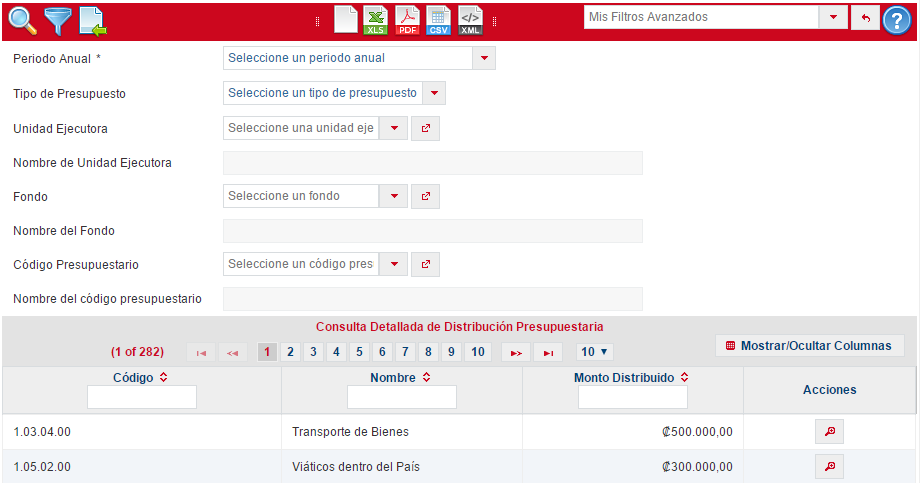 XLS PDF CSV </> XML Mis Filtros Avanzados ?
Periodo Anual * Seleccione un periodo anual
Tipo de Presupuesto Seleccione un tipo de presupuesto
Unidad Ejecutora Seleccione una unidad eje
Nombre de Unidad Ejecutora
Fondo Seleccione un fondo
Nombre del Fondo
Código Presupuestario Seleccione un código pres
Nombre del código presupuestario
Consulta Detallada de Distribución Presupuestaria
(1 of 282) 1 2 3 4 5 6 7 8 9 10 10 Mostrar/Ocultar Columnas
Código Nombre Monto Distribuido Acciones
1.03.04.00 Transporte de Bienes ₡500.000,00
1.05.02.00 Viáticos dentro del País ₡300.000,00